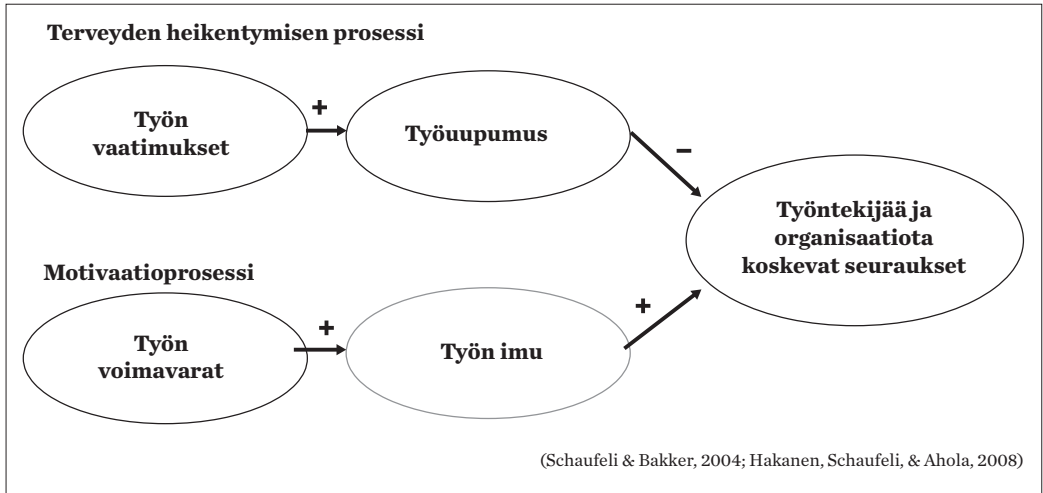 Terveyden heikentymisen prosessi
Työn
vaatimukset
+
Työuupumus
–
Työntekijää ja
organisaatiota
koskevat seuraukset
Motivaatioprosessi
Työn
voimavarat
+
Työn imu
+
(Schaufeli & Bakker, 2004; Hakanen, Schaufeli, & Ahola, 2008)